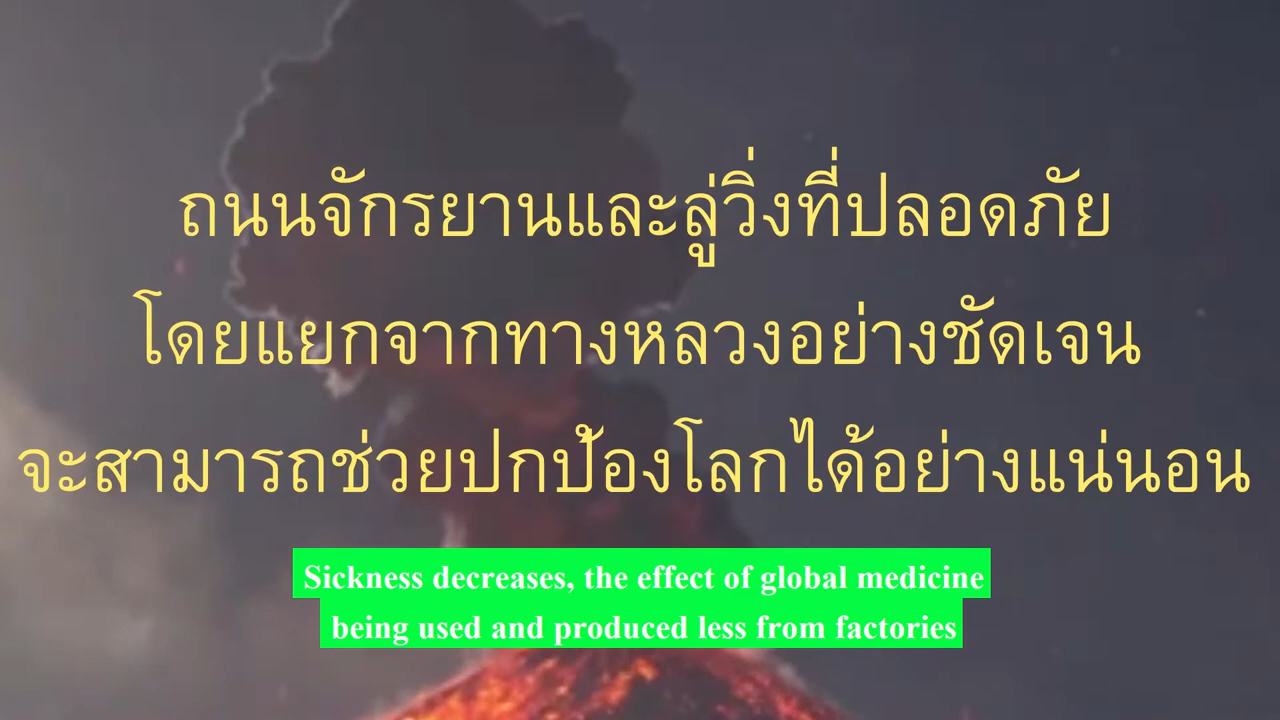 ถนนจักรยานและลู่วิ่งที่ปลอดภัย
โดยแยกจากทางหลวงอย่างชัดเจน
จะสามารถช่วยปกป้องโลกได้อย่างแน่นอน
Sickness decreases, the effect of global medicine
being used and produced less from factories